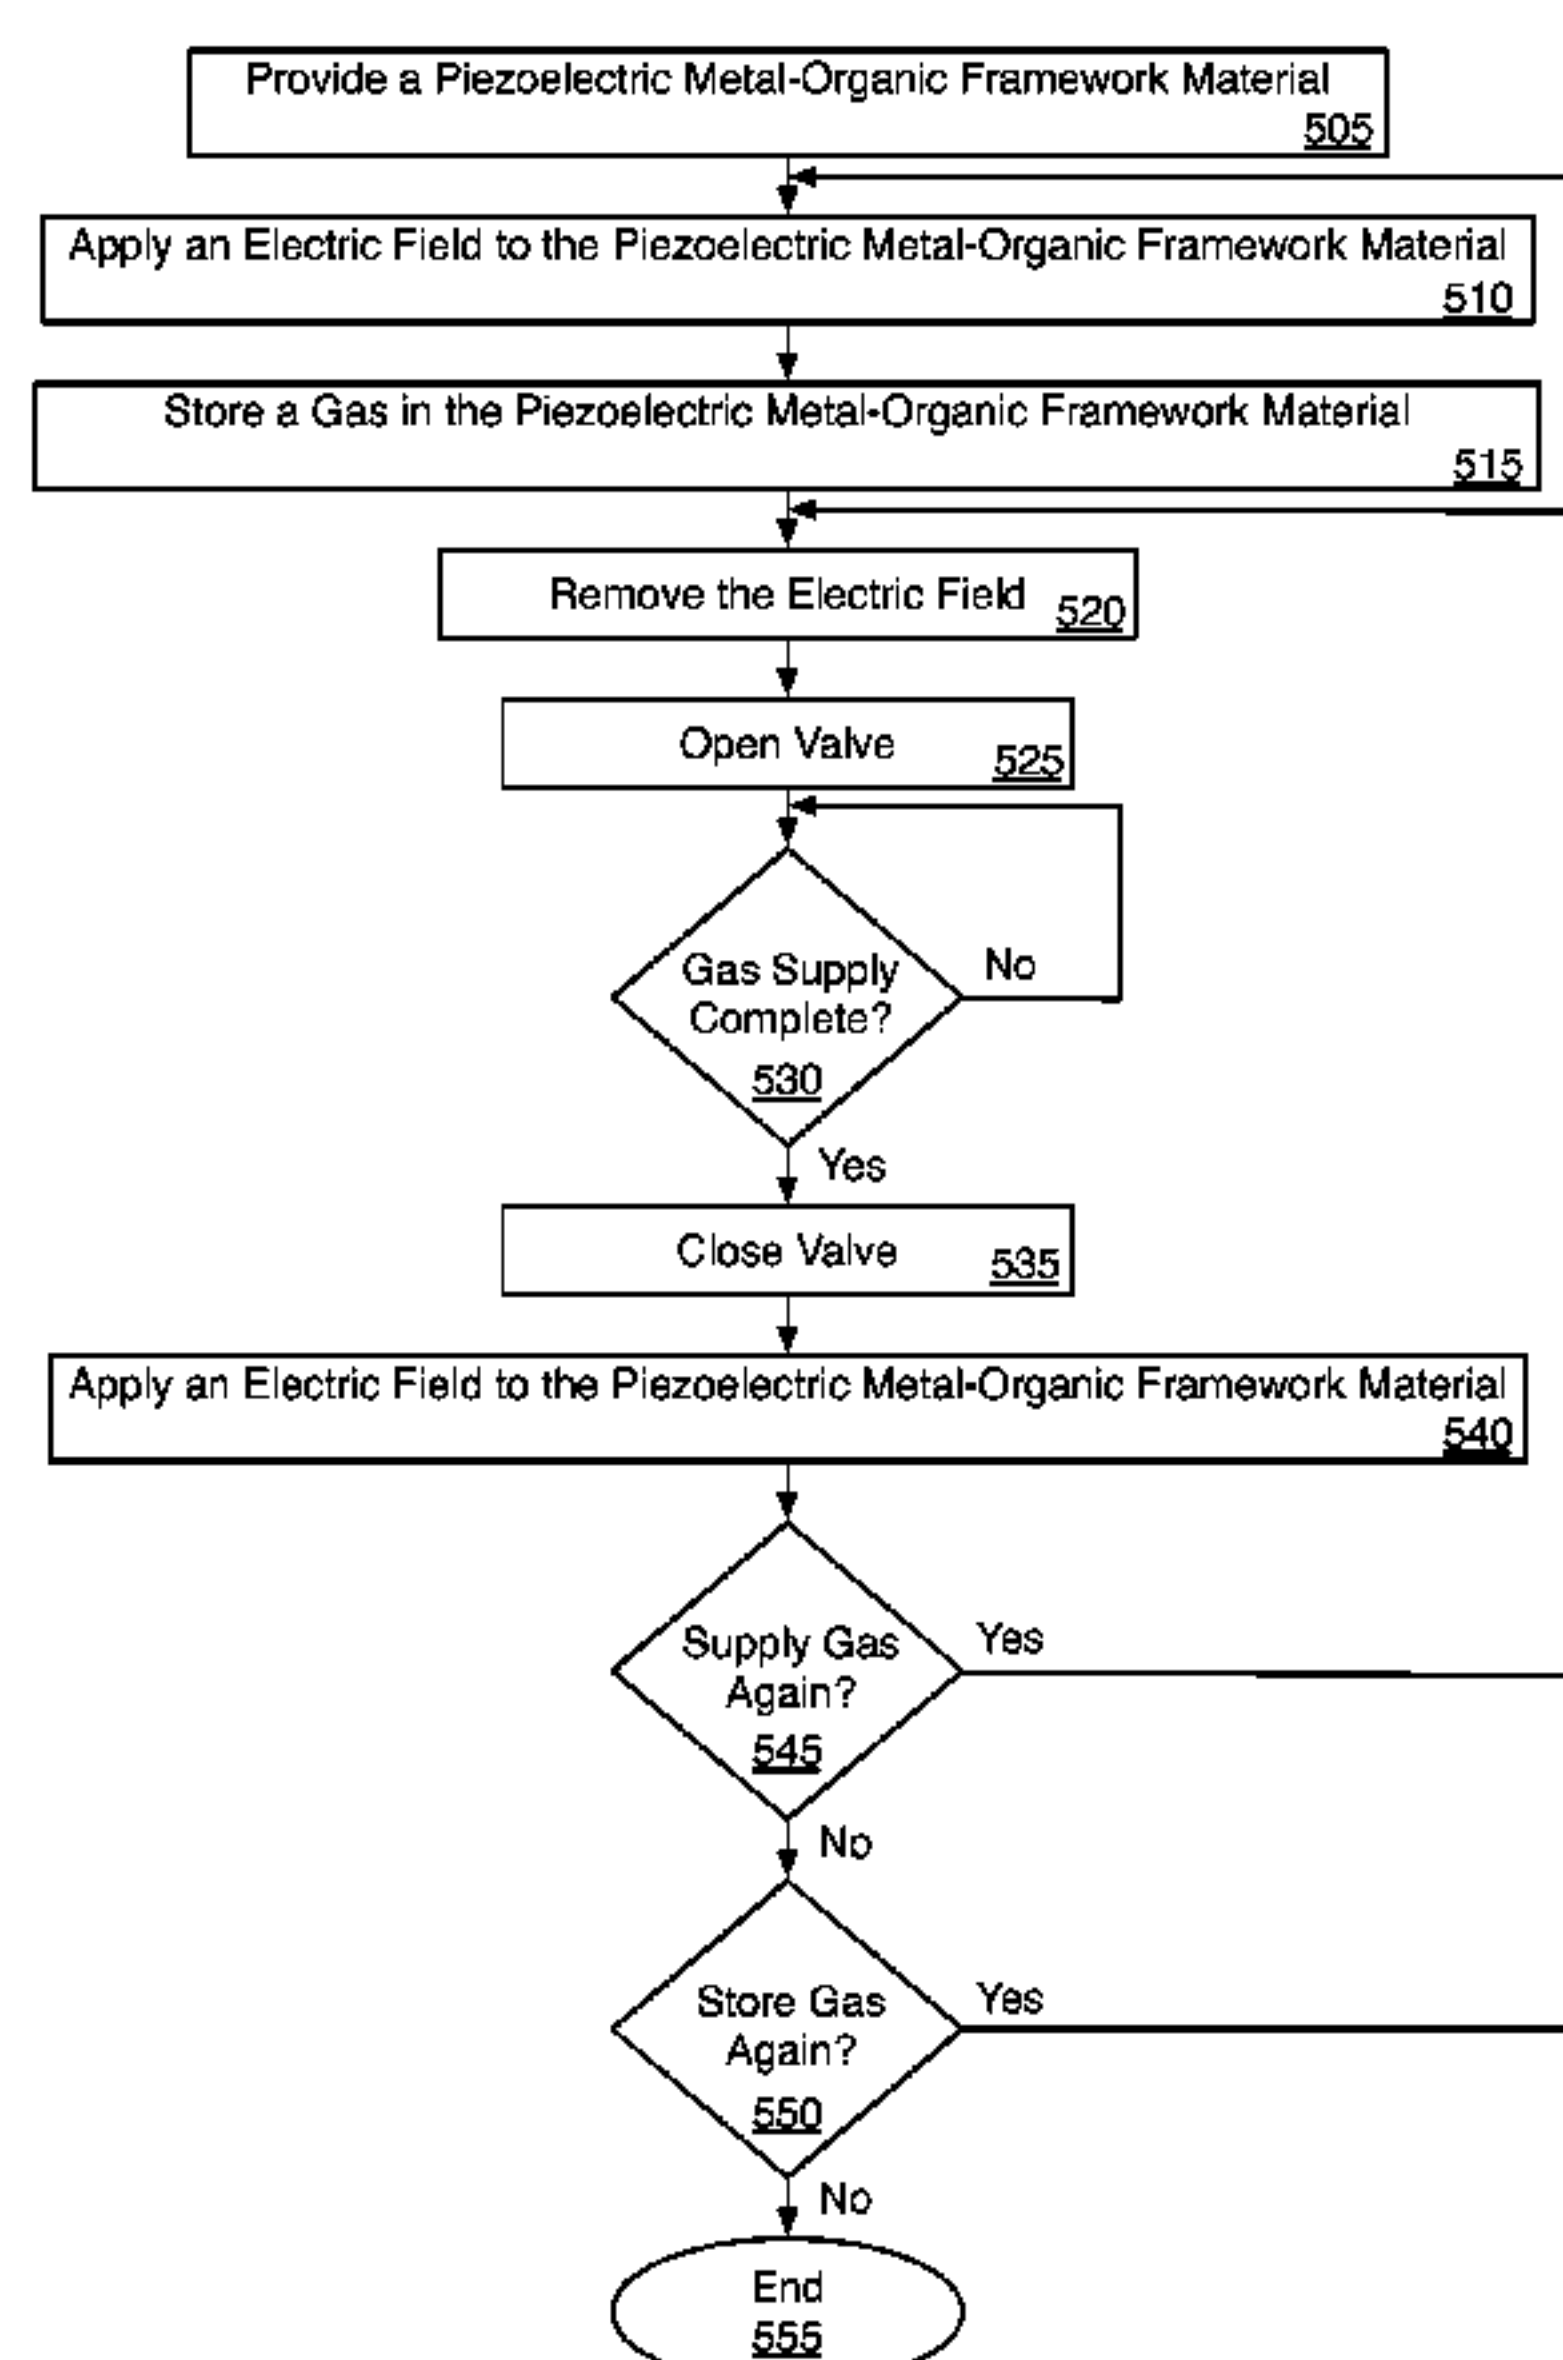 Provide a Piezoelectric Metal-Organic Framework Material
505
Apply an Electric Field to the Piezoelectric Metal-Organic Framework Material
510
Store a Gas in the Piezoelectric Metal-Organic Framework Material
515
Remove the Electric Field
520
Open Valve
525
Gas Supply
Complete?
530
No
Yes
Close Valve
535
Apply an Electric Field to the Piezoelectric Metal-Organic Framework Material
540
Supply Gas
Again?
545
Yes
No
Store Gas
Again?
550
Yes
No
End
555